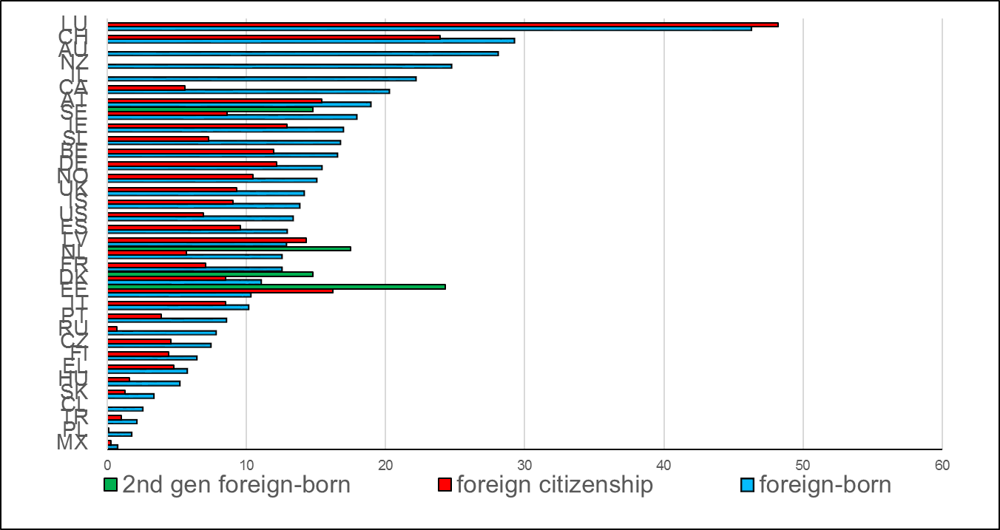 LU
CH
AU
NZ
IL
CA
AT
SE
IE
SL
BE
DE
NO
UK
IS
US
ES
LV
NL
FR
DK
EE
IT
PT
RU
CZ
FI
EL
HU
SK
CL
TR
PL
MX
0 10 20 30 40 50 60
2nd gen foreign-born foreign citizenship foreign-born